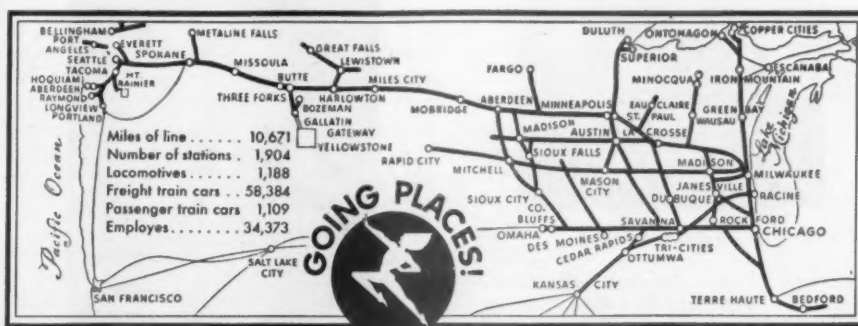 BELLINGHAM
PORT
ANGELES
EVERETT
SEATTLE
SPOKANE
TACOMA
MT.
RAINIER
HOQUIAM
ABERDEEN
RAYMOND
LONGVIEW
PORTLAND
METALINE FALLS
MISSOULA
GREAT FALLS
LEWISTOWN
BUTTE
THREE FORKS
BOZEMAN
HARLOWTON
MILES CITY
GALLATIN
GATEWAY
YELLOWSTONE
Miles of line ........ 10,671
Number of stations . 1,904
Locomotives ....... 1,188
Freight train cars .. 58,384
Passenger train cars 1,109
Employes ........ 34,373
Pacific Ocean
SAN FRANCISCO
SALT LAKE
CITY
GOING PLACES!
MOBRIDGE
ABERDEEN
FARGO
RAPID CITY
MITCHELL
MADISON
SIOUX FALLS
SIOUX CITY
CO.
BLUFFS
OMAHA
DES MOINES
CEDAR RAPIDS
OTTUMWA
TRI-CITIES
SAVANNA
KANSAS CITY
MINNEAPOLIS
ST.
PAUL
AUSTIN
LA CROSSE
MASON
CITY
DULUTH
SUPERIOR
ONTONAGON
COPPER CITIES
ESCANABA
IRON MOUNTAIN
MINOCQUA
EAU CLAIRE
WAUSAU
GREEN BAY
Lake
Michigan
MADISON
MILWAUKEE
JANESVILLE
RACINE
DUBUQUE
ROCKFORD
CHICAGO
TERRE HAUTE
BEDFORD